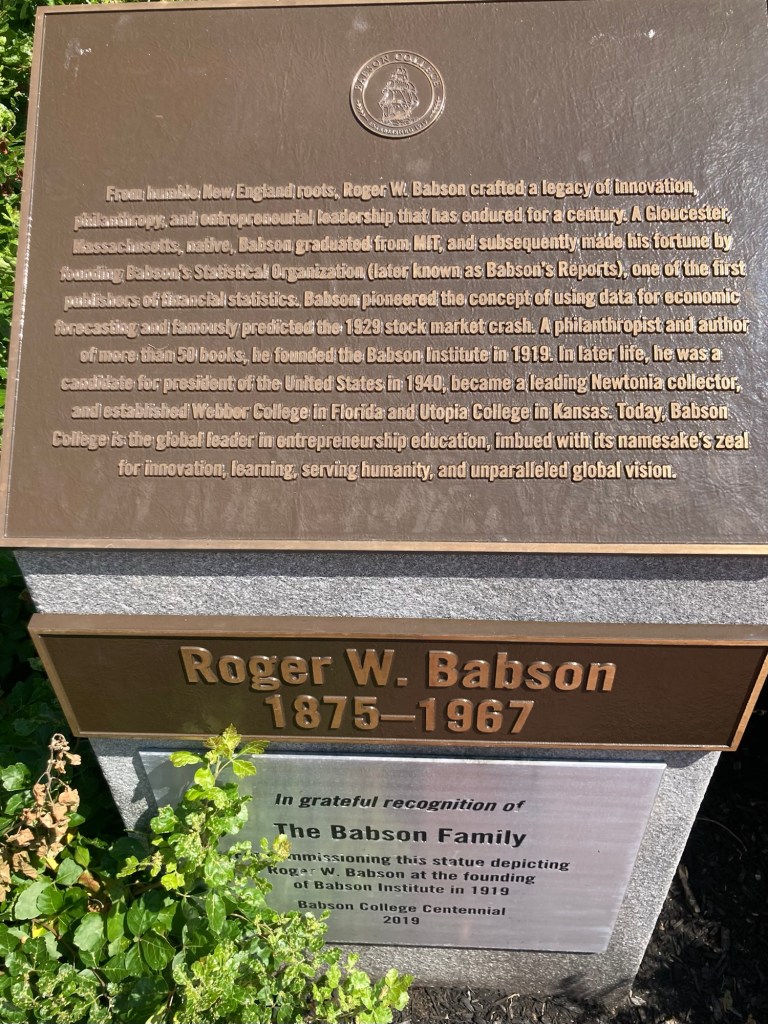 BABSON COLLEGE
From humble New England roots, Roger W. Babson crafted a legacy of innovation,
philanthropy, and entrepreneurial leadership that has endured for a century. A Gloucester,
Massachusetts, native, Babson graduated from MIT, and subsequently made his fortune by
founding Babson's Statistical Organization (later known as Babson's Reports), one of the first
publishers of financial statistics. Babson pioneered the concept of using data for economic
forecasting and famously predicted the 1929 stock market crash. A philanthropist and author
of more than 50 books, he founded the Babson Institute in 1919. In later life, he was a
candidate for president of the United States in 1940, became a leading Newtonia collector,
and established Webber College in Florida and Utopia College in Kansas. Today, Babson
College is the global leader in entrepreneurship education, imbued with its namesake's zeal
for innovation, learning, serving humanity, and unparalleled global vision.
Roger W. Babson
1875–1967
In grateful recognition of
The Babson Family
mmissioning this statue depicting
Roger W. Babson at the founding
of Babson Institute in 1919
Babson College Centennial
2019